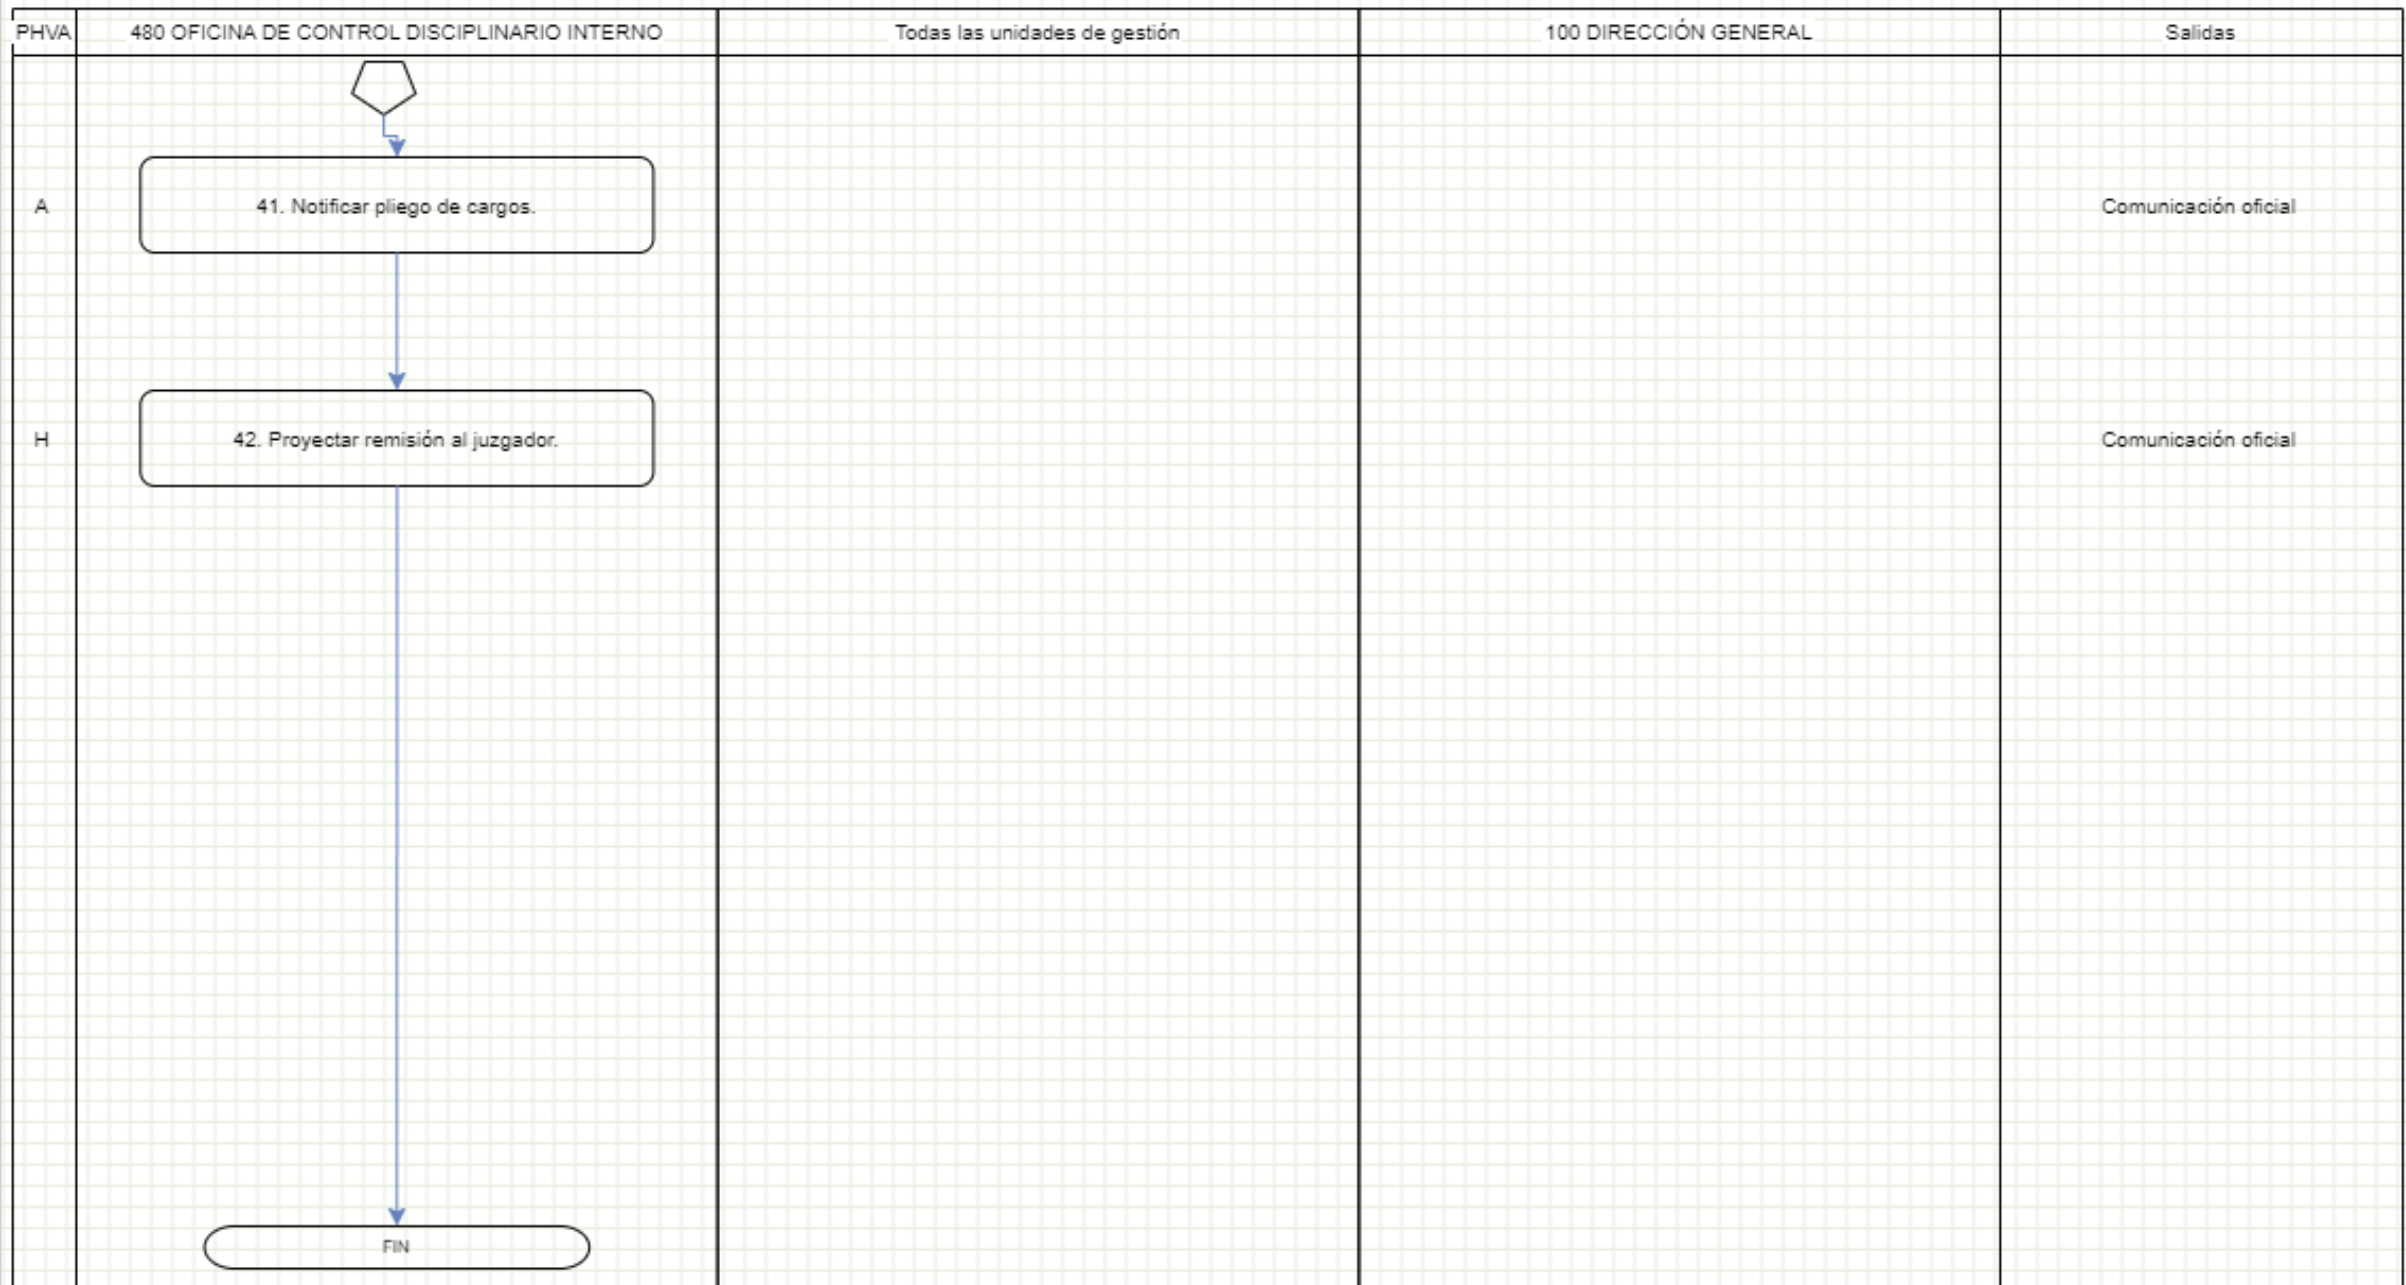 PHVA
480 OFICINA DE CONTROL DISCIPLINARIO INTERNO
Todas las unidades de gestión
100 DIRECCIÓN GENERAL
Salidas
A
41. Notificar pliego de cargos.
Comunicación oficial
H
42. Proyectar remisión al juzgador.
Comunicación oficial
FIN